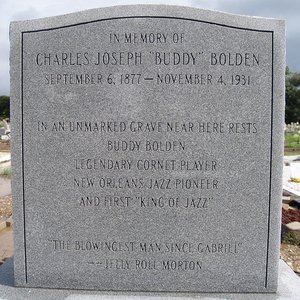 IN MEMORY OF
CHARLES JOSEPH "BUDDY" BOLDEN
SEPTEMBER 6, 1877 — NOVEMBER 4, 1931
IN AN UNMARKED GRAVE NEAR HERE RESTS
BUDDY BOLDEN
LEGENDARY CORNET PLAYER
NEW ORLEANS JAZZ PIONEER
AND FIRST "KING OF JAZZ"
"THE BLOWINGEST MAN SINCE GABRIEL"
— JELLY ROLL MORTON